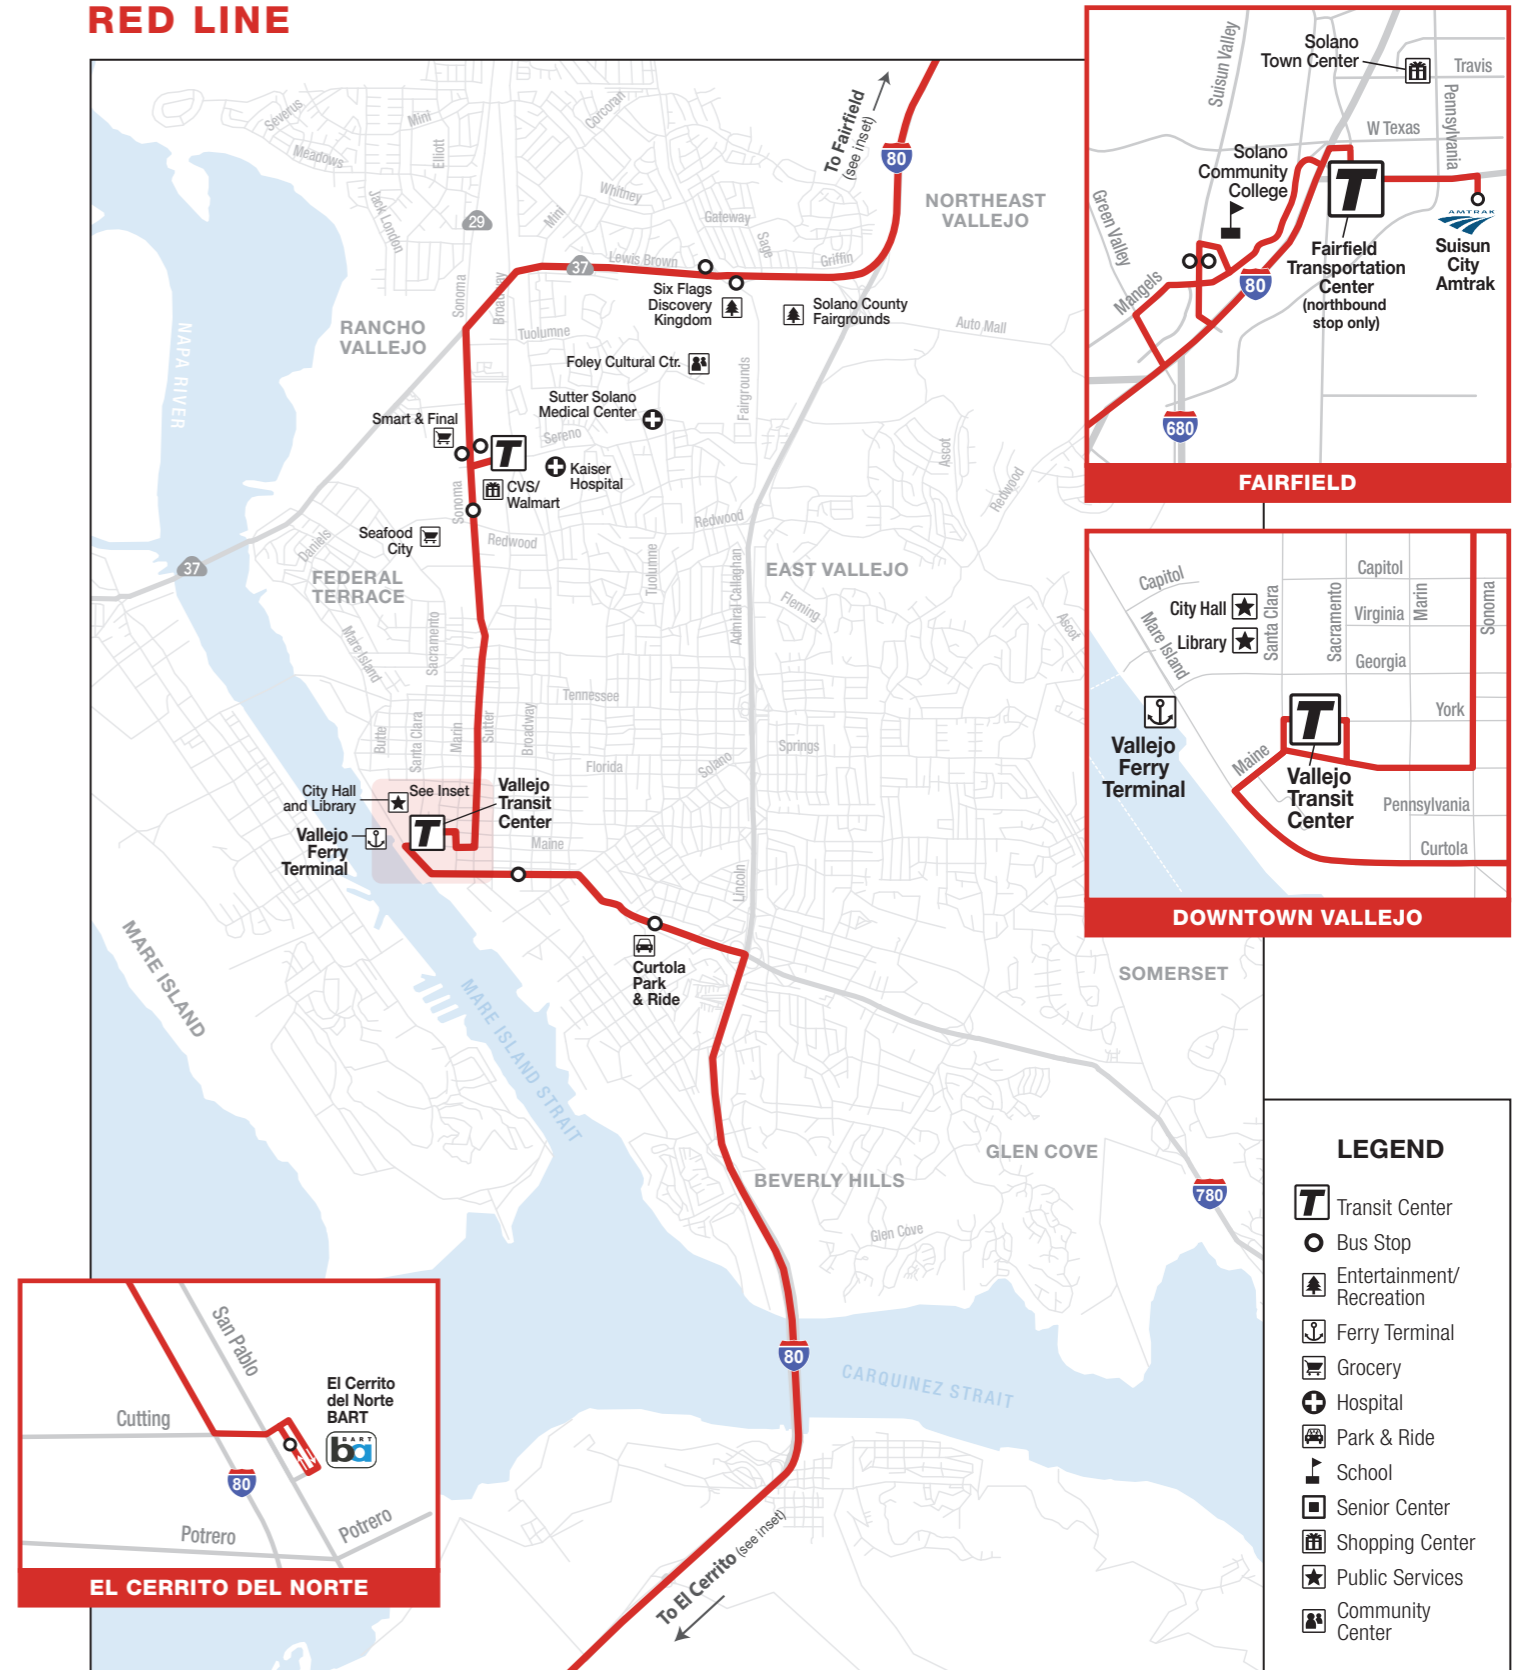 RED LINE
Severus
Mini
Corcoran
Meadows
Elliott
Jack London
Whitney
Mini
Gateway
Sage
29
To Fairfield
(see inset)
80
NORTHEAST
VALLEJO
Sonoma
Broadway
37
Lewis Brown
Griffin
Six Flags
Discovery
Kingdom
Solano County
Fairgrounds
Auto Mall
NAPA RIVER
RANCHO
VALLEJO
Tuolumne
Foley Cultural Ctr.
Fairgrounds
Sutter Solano
Medical Center
Smart & Final
Sereno
T
Kaiser
Hospital
CVS/
Walmart
Sonoma
Seafood
City
Redwood
Redwood
Ascot
Redwood
Daniels
37
FEDERAL
TERRACE
Tuolumne
Admiral Callaghan
EAST VALLEJO
Fleming
Ascot
Mare Island
Sacramento
Tennessee
Butte
Santa Clara
Marin
Sutter
Broadway
Springs
Florida
Solano
City Hall
and Library
See Inset
Vallejo
Transit
Center
T
Vallejo
Ferry
Terminal
Maine
Lincoln
Curtola
Park
& Ride
MARE ISLAND
MARE ISLAND STRAIT
SOMERSET
GLEN COVE
BEVERLY HILLS
Glen Cove
780
80
CARQUINEZ STRAIT
To El Cerrito (see inset)
Suisun Valley
Solano
Town Center
Travis
Pennsylvania
W Texas
Solano
Community
College
Green Valley
T
Mangels
80
Fairfield
Transportation
Center
(northbound
stop only)
AMTRAK
Suisun
City
Amtrak
680
FAIRFIELD
Capitol
Capitol
City Hall
Library
Mare Island
Santa Clara
Sacramento
Virginia
Marin
Sonoma
Georgia
York
T
Vallejo
Ferry
Terminal
Maine
Vallejo
Transit
Center
Pennsylvania
Curtola
DOWNTOWN VALLEJO
San Pablo
El Cerrito
del Norte
BART
BART
ba
Cutting
80
Potrero
Potrero
EL CERRITO DEL NORTE
LEGEND
T
Transit Center
Bus Stop
Entertainment/
Recreation
Ferry Terminal
Grocery
Hospital
Park & Ride
School
Senior Center
Shopping Center
Public Services
Community
Center